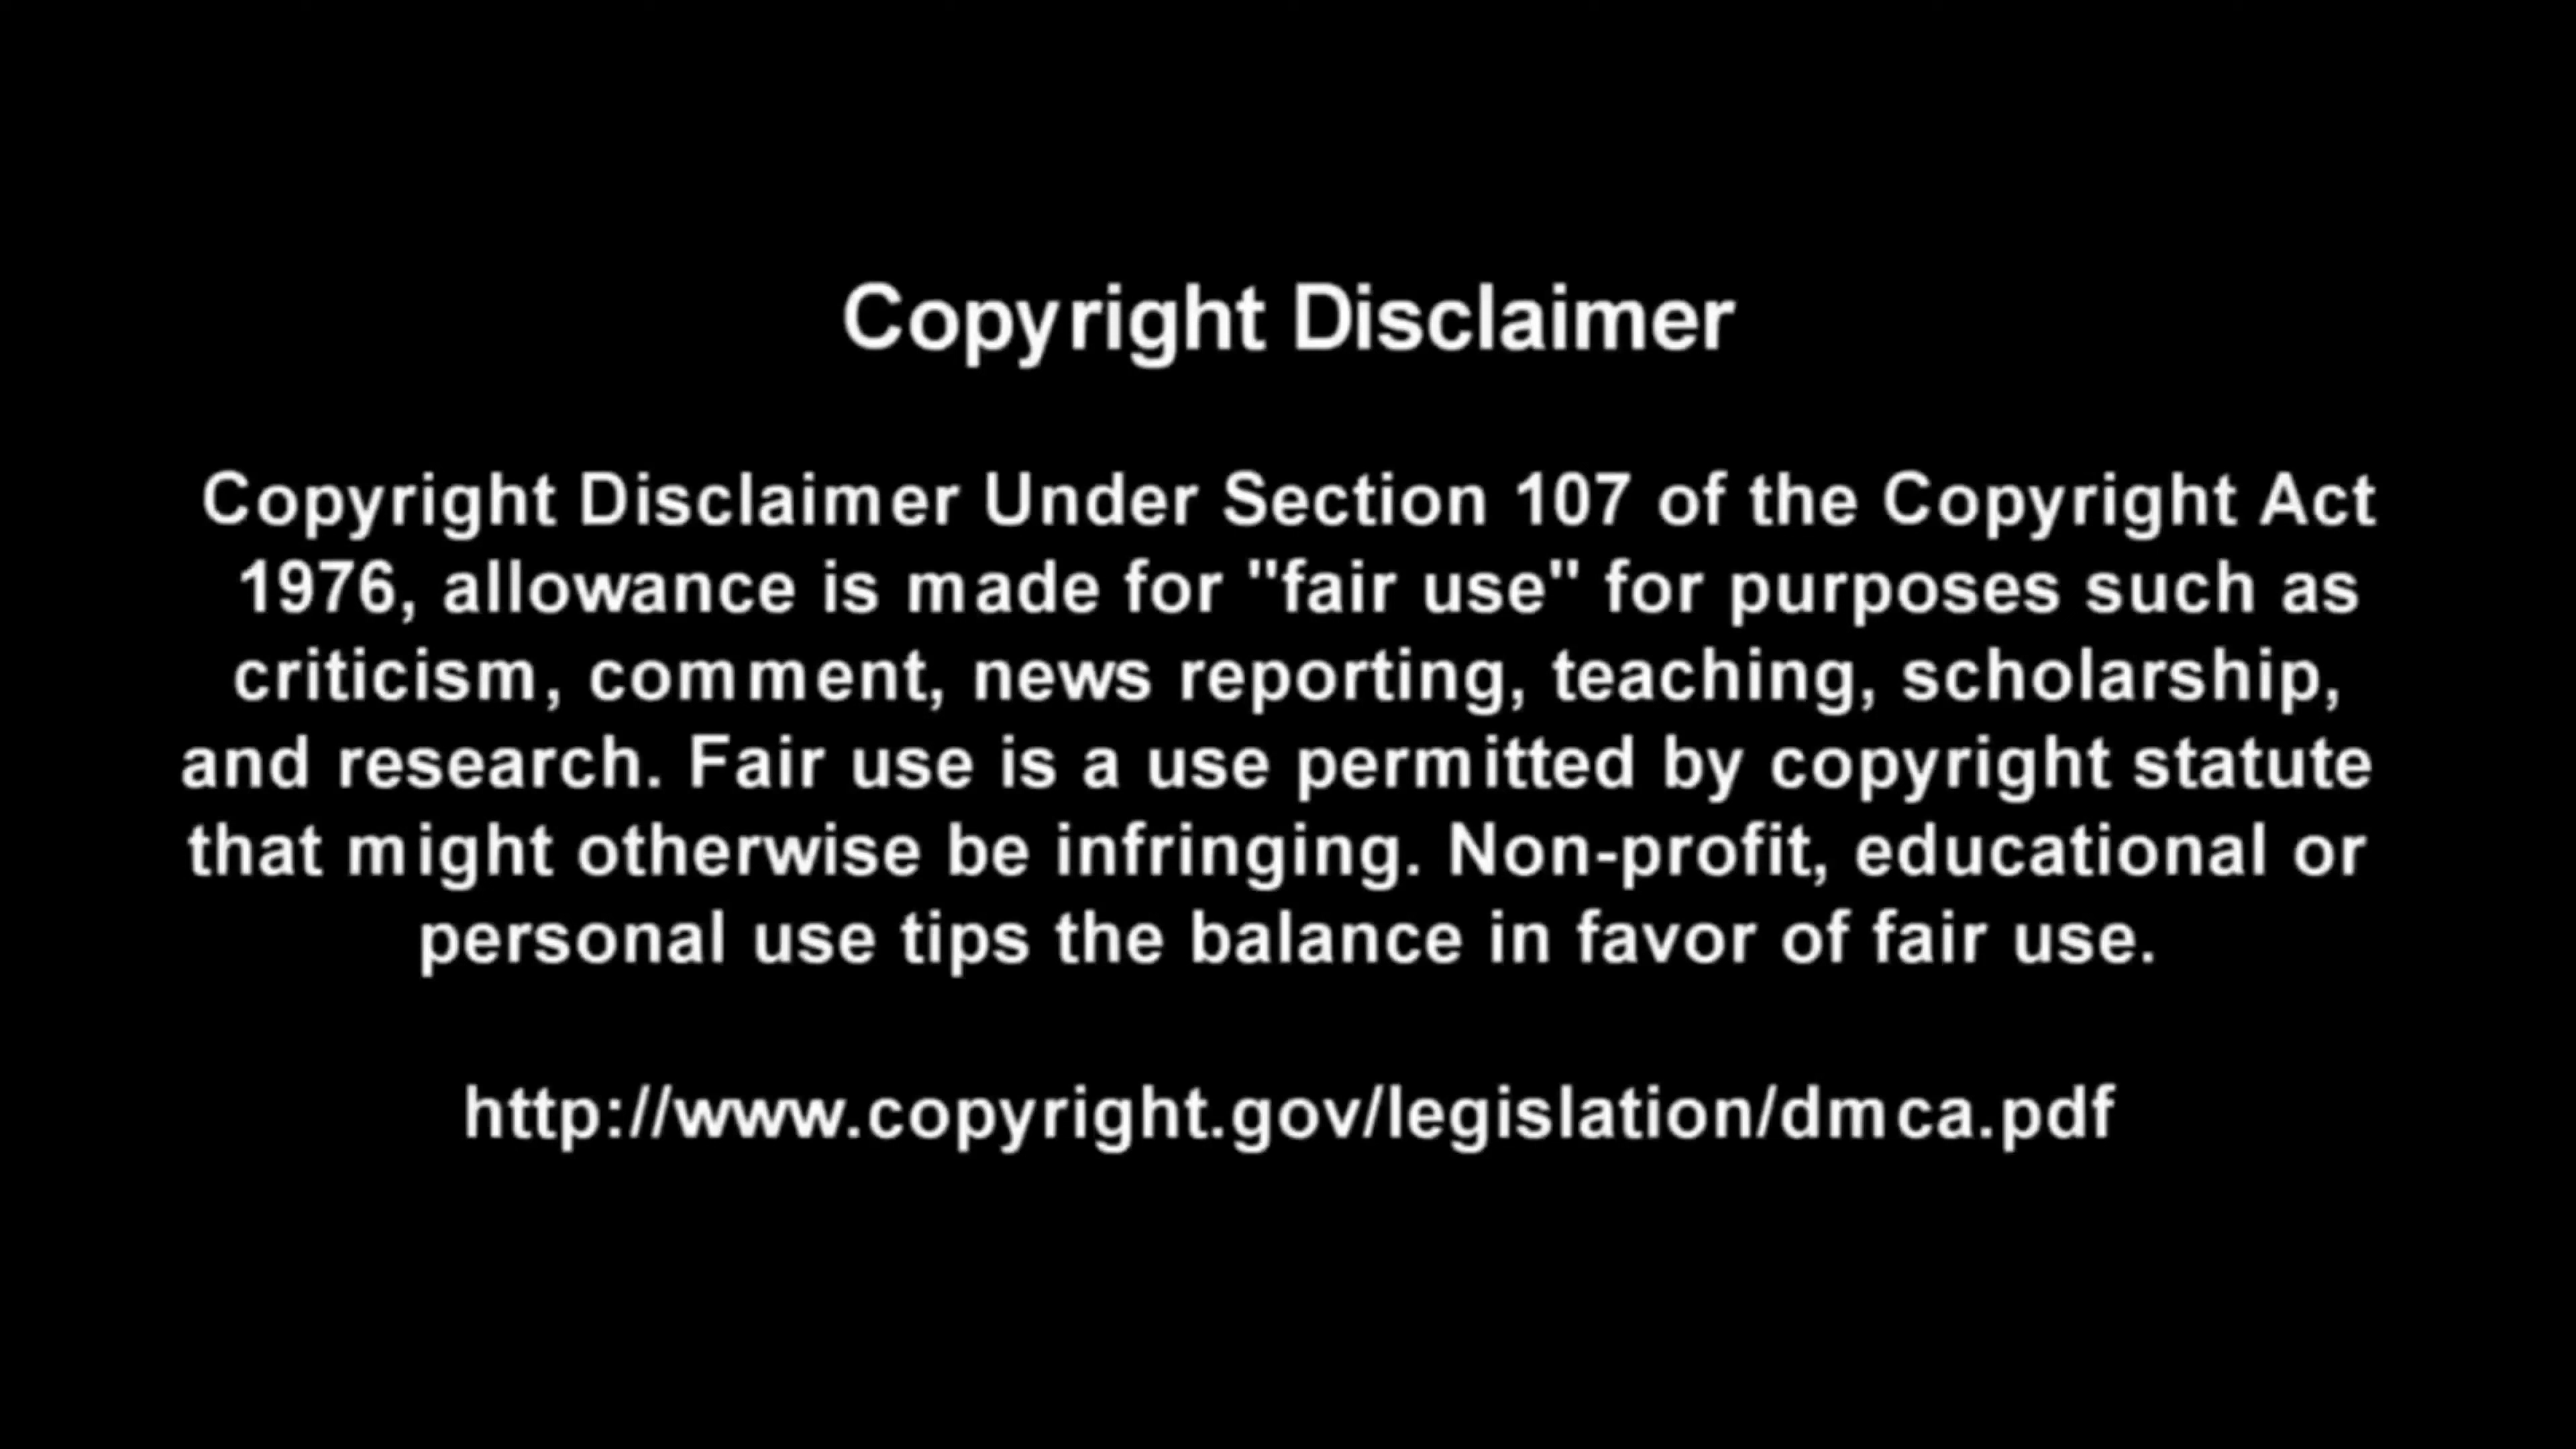 Copyright Disclaimer
Copyright Disclaimer Under Section 107 of the Copyright Act
1976, allowance is made for "fair use" for purposes such as
criticism, comment, news reporting, teaching, scholarship,
and research. Fair use is a use permitted by copyright statute
that might otherwise be infringing. Non-profit, educational or
personal use tips the balance in favor of fair use.
http://www.copyright.gov/legislation/dmca.pdf